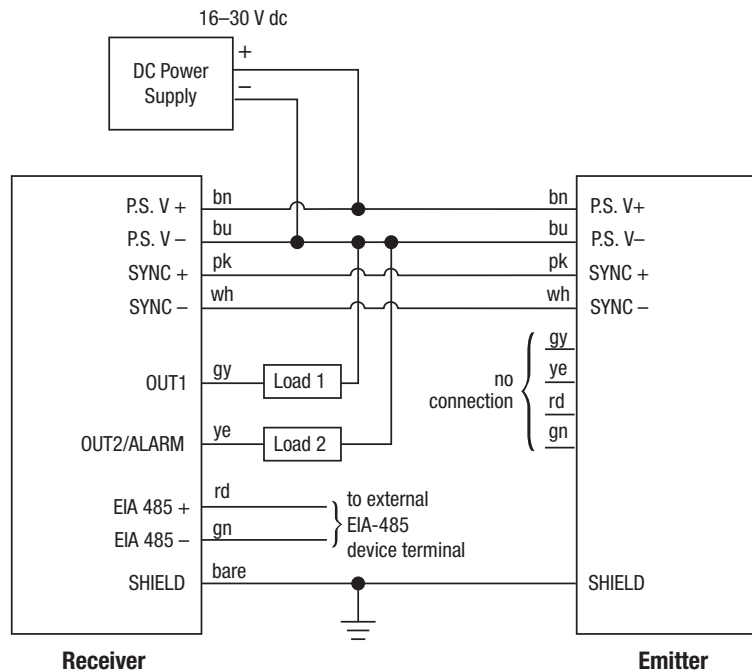 16–30 V dc
DC Power
Supply
+
–
P.S. V +
bn
bn
P.S. V+
P.S. V –
bu
bu
P.S. V–
SYNC +
pk
pk
SYNC +
SYNC –
wh
wh
SYNC –
OUT1
gy
Load 1
OUT2/ALARM
ye
Load 2
no
connection
gy
ye
rd
gn
EIA 485 +
rd
EIA 485 –
gn
to external
EIA-485
device terminal
SHIELD
bare
SHIELD
Receiver
Emitter